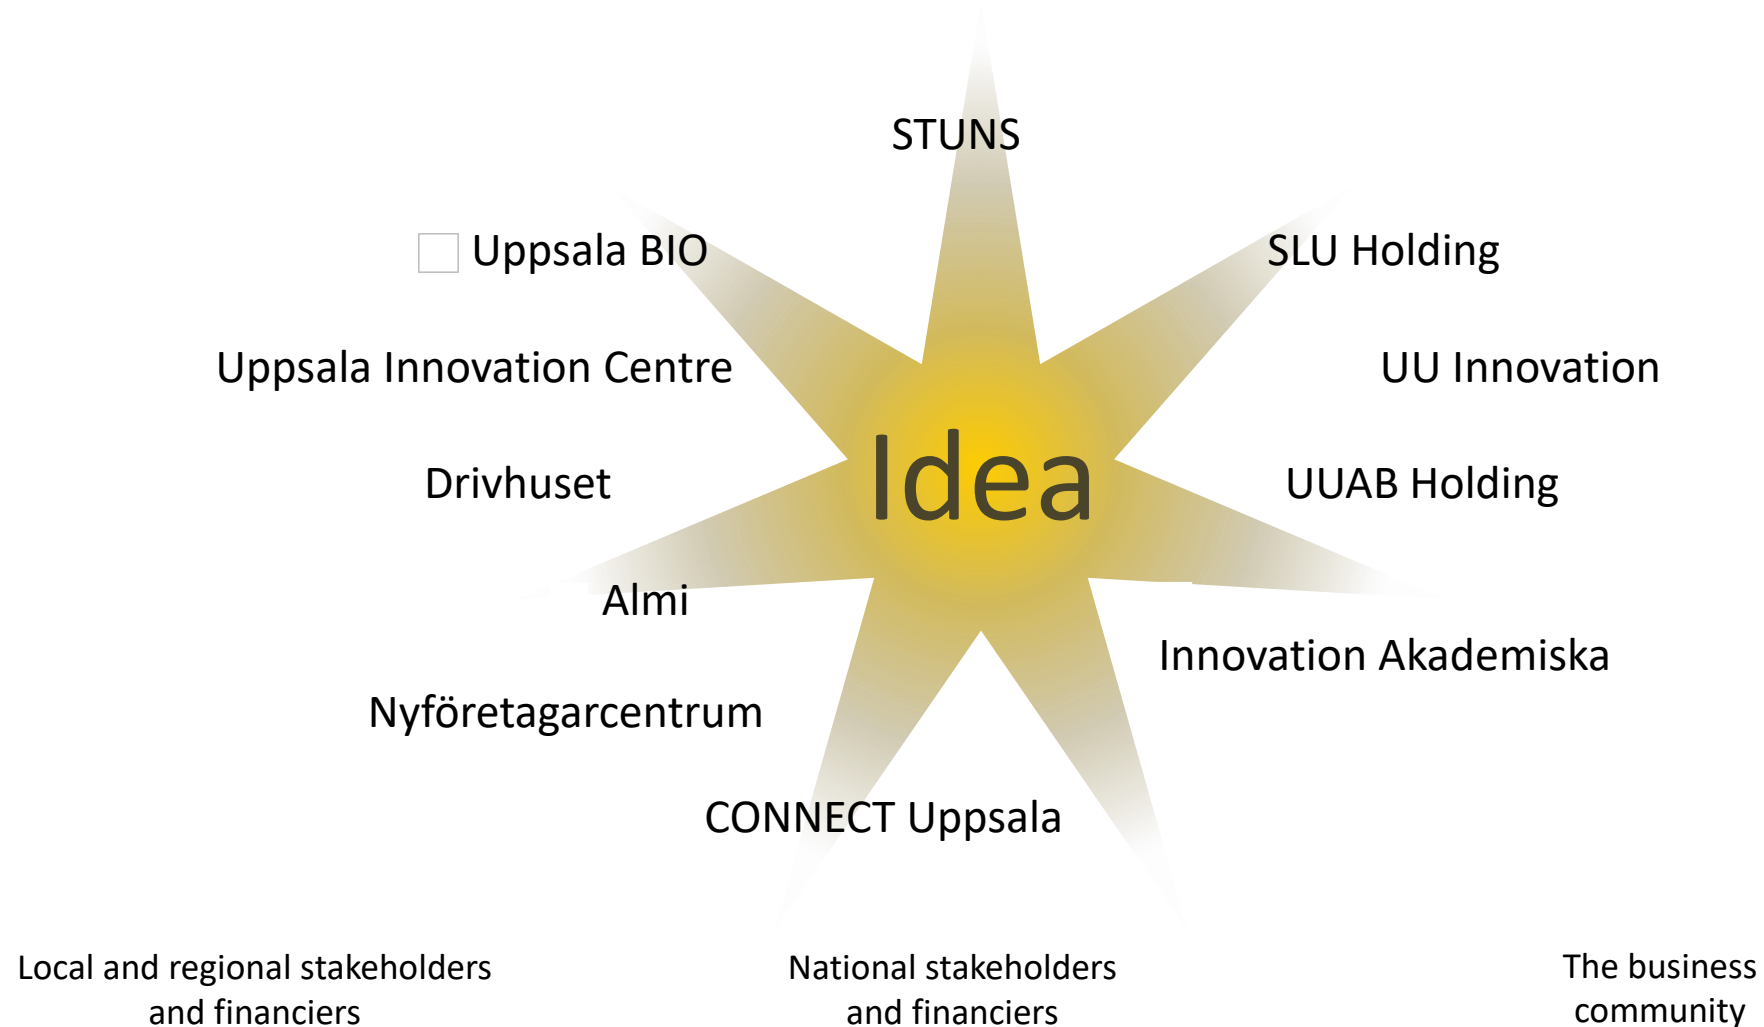 STUNS
Uppsala BIO
SLU Holding
Uppsala Innovation Centre
UU Innovation
Idea
Drivhuset
UUAB Holding
Almi
Innovation Akademiska
Nyföretagarcentrum
CONNECT Uppsala
Local and regional stakeholders
and financiers
National stakeholders
and financiers
The business
community